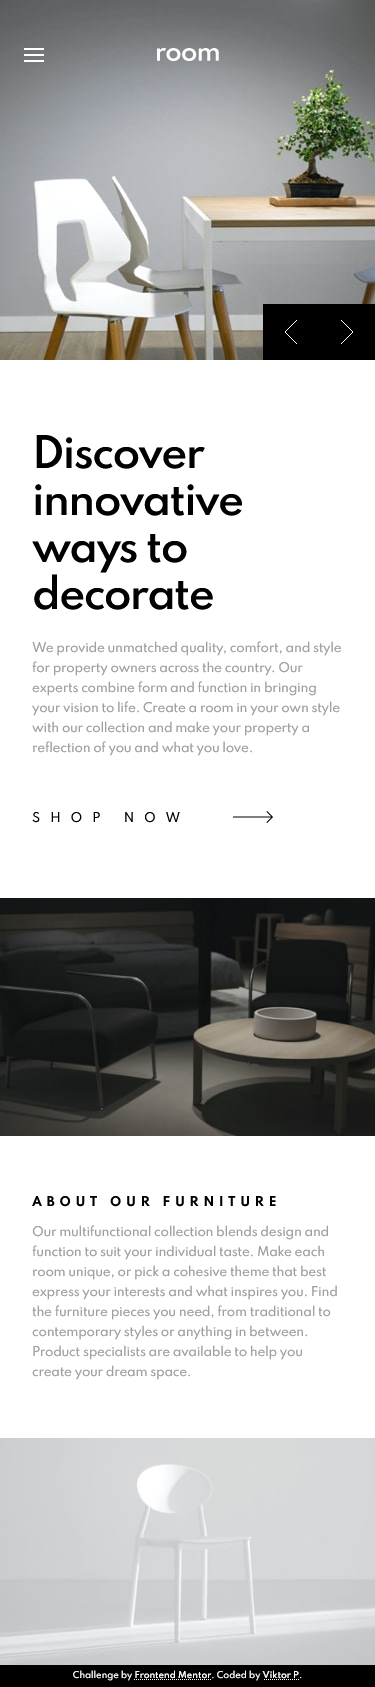 room
Discover
innovative
ways to
decorate
We provide unmatched quality, comfort, and style
for property owners across the country. Our
experts combine form and function in bringing
your vision to life. Create a room in your own style
with our collection and make your property a
reflection of you and what you love.
SHOP NOW
ABOUT OUR FURNITURE
Our multifunctional collection blends design and
function to suit your individual taste. Make each
room unique, or pick a cohesive theme that best
express your interests and what inspires you. Find
the furniture pieces you need, from traditional to
contemporary styles or anything in between.
Product specialists are available to help you
create your dream space.
Challenge by Frontend Mentor. Coded by Viktor P.